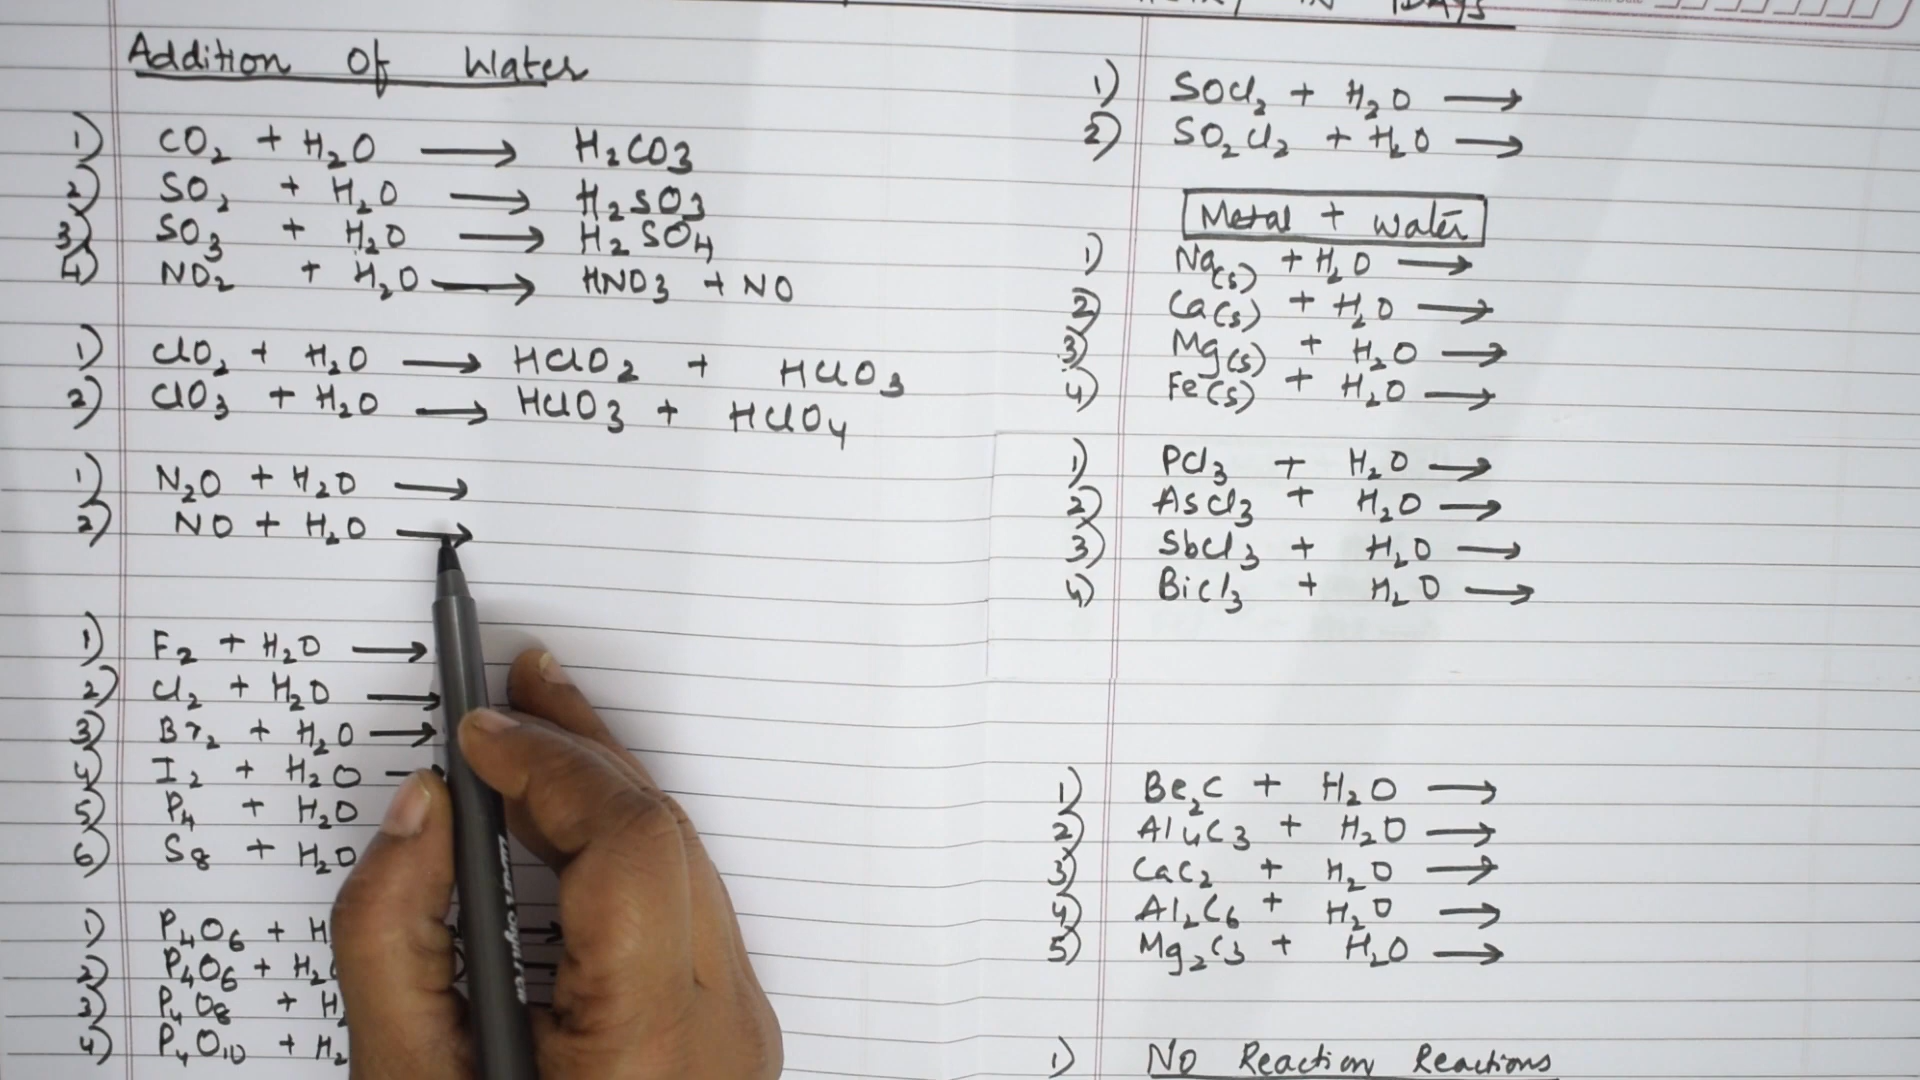 IN DAYS
Addition Of Water
1) CO₂ + H₂O ⟶ H₂CO3
2) SO₂ + H₂O ⟶ H₂SO3
3) SO₃ + H₂O ⟶ H₂SO4
4) NO₂ + H₂O ⟶ HNO3 + NO
1) ClO₂ + H₂O ⟶ HClO₂ + HClO₃
2) ClO₃ + H₂O ⟶ HClO₃ + HClO₄
1) N₂O + H₂O ⟶
2) NO + H₂O ⟶
1) F₂ + H₂O ⟶
2) Cl₂ + H₂O ⟶
3) Br₂ + H₂O ⟶
4) I₂ + H₂O ⟶
5) P₄ + H₂O
6) S₈ + H₂O
1) P₄O₆ + H
2) P₄O₆ + H₂
3) P₄O₈ + H₂
4) P₄O₁₀ + H₂
1) SOCl₂ + H₂O ⟶
2) SO₂Cl₂ + H₂O ⟶
Metal + Water
1) Na(s) + H₂O ⟶
2) Ca(s) + H₂O ⟶
3) Mg(s) + H₂O ⟶
4) Fe(s) + H₂O ⟶
1) PCl₃ + H₂O ⟶
2) AsCl₃ + H₂O ⟶
3) SbCl₃ + H₂O ⟶
4) BiCl₃ + H₂O ⟶
1) Be₂C + H₂O ⟶
2) Al₄C₃ + H₂O ⟶
3) CaC₂ + H₂O ⟶
4) Al₂C₆ + H₂O ⟶
5) Mg₂C₃ + H₂O ⟶
1) No Reaction Reactions